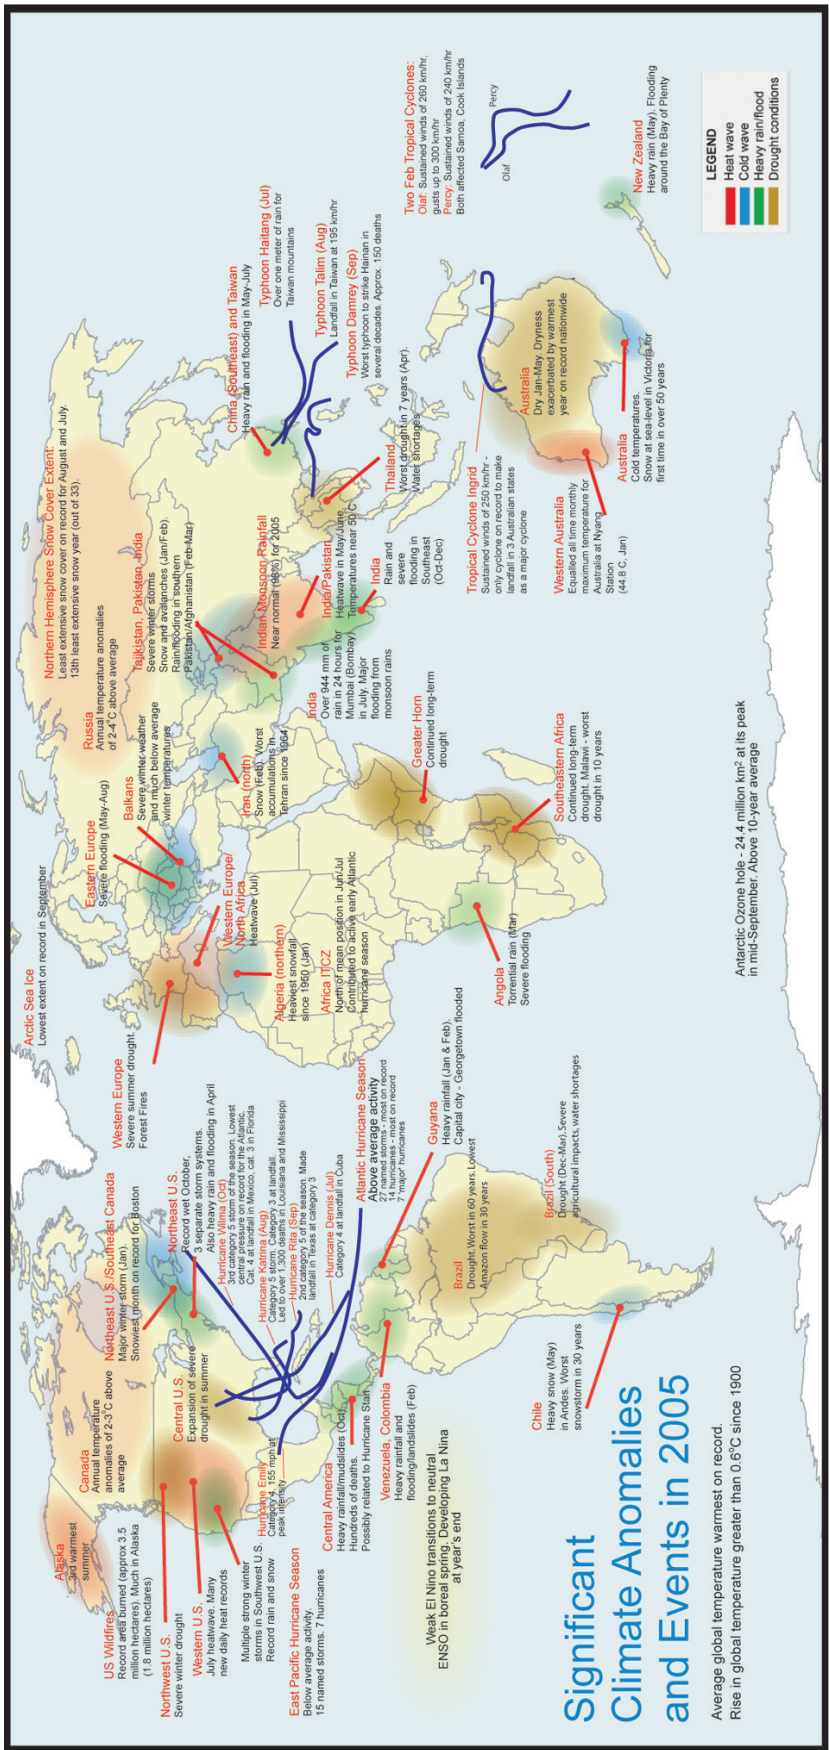 Significant
Climate Anomalies
and Events in 2005
Average global temperature warmest on record.
Rise in global temperature greater than 0.6°C since 1900
US Wildfires
Record area burned (approx 3.5
million hectares). Much in Alaska
(1.8 million hectares)
Alaska
3rd warmest
summer
Canada
Annual temperature
anomalies of 2-3°C above
average
Northeast U.S./Southeast Canada
Major winter storm (Jan).
Snowiest month on record for Boston
Northeast U.S.
Record wet October,
3 separate storm systems.
Also heavy rain and flooding in April
Northwest U.S.
Severe winter drought
Western U.S.
July heatwave. Many
new daily heat records
Multiple strong winter
storms in Southwest U.S.
Record rain and snow
Central U.S.
Expansion of severe
drought in summer
East Pacific Hurricane Season
Below average activity.
15 named storms. 7 hurricanes
Hurricane Emily
Category 4, 155 mph at
peak intensity
Hurricane Wilma (Oct)
3rd category 5 storm of the season. Lowest
central pressure on record for the Atlantic.
Cat. 4 at landfall in Mexico, cat. 3 in Florida
Hurricane Katrina (Aug)
Category 5 storm. Category 3 at landfall.
Led to over 1,300 deaths in Louisiana and Mississippi
Hurricane Rita (Sep)
2nd category 5 of the season. Made
landfall in Texas at category 3
Hurricane Dennis (Jul)
Category 4 at landfall in Cuba
Atlantic Hurricane Season
Above average activity
27 named storms - most on record
14 hurricanes - most on record
7 'major' hurricanes
Central America
Heavy rainfall/mudslides (Oct).
Hundreds of deaths.
Possibly related to Hurricane Stan
Venezuela, Colombia
Heavy rainfall and
flooding/landslides (Feb)
Guyana
Heavy rainfall (Jan & Feb).
Capital city - Georgetown flooded
Weak El Nino transitions to neutral
ENSO in boreal spring. Developing La Nina
at year's end
Brazil
Drought. Worst in 60 years. Lowest
Amazon flow in 30 years
Brazil (South)
Drought (Dec-Mar). Severe
agricultural impacts, water shortages
Chile
Heavy snow (May)
in Andes. Worst
snowstorm in 30 years
Arctic Sea Ice
Lowest extent on record in September
Western Europe
Severe summer drought.
Forest Fires
Eastern Europe
Severe flooding (May-Aug)
Balkans
Severe winter weather
and much below average
winter temperatures
Western Europe/
North Africa
Heatwave (Jul)
Algeria (northern)
Heaviest snowfall
since 1950 (Jan)
Africa ITCZ
North of mean position in Jun/Jul
Contributed to active early Atlantic
hurricane season
Iran (north)
Snow (Feb). Worst
accumulations in
Tehran since 1964
Angola
Torrential rain (Mar)
Severe flooding
Greater Horn
Continued long-term
drought
Southeastern Africa
Continued long-term
drought. Malawi - worst
drought in 10 years
Antarctic Ozone hole - 24.4 million km² at its peak
in mid-September. Above 10-year average
Northern Hemisphere Snow Cover Extent:
Least extensive snow cover on record for August and July.
13th least extensive snow year (out of 33).
Russia
Annual temperature anomalies
of 2-4°C above average
Tajikistan, Pakistan, India
Severe winter storms
Snow and avalanches (Jan/Feb).
Rain/flooding in southern
Pakistan/Afghanistan (Feb-Mar)
Indian Monsoon Rainfall
Near normal (98%) for 2005
India/Pakistan
Heatwave in May/June
Temperatures near 50°C
India
Over 944 mm of
rain in 24 hours for
Mumbai (Bombay)
in July. Major
flooding from
monsoon rains
India
Rain and
severe
flooding in
Southeast
(Oct-Dec)
Thailand
Worst drought in 7 years (Apr).
Water shortages
China (Southeast) and Taiwan
Heavy rain and flooding in May-July
Typhoon Haitang (Jul)
Over one meter of rain for
Taiwan mountains
Typhoon Talim (Aug)
Landfall in Taiwan at 195 km/hr
Typhoon Damrey (Sep)
Worst typhoon to strike Hainan in
several decades. Approx. 150 deaths
Two Feb Tropical Cyclones:
Olaf: Sustained winds of 260 km/hr,
gusts up to 300 km/hr
Percy: Sustained winds of 240 km/hr
Both affected Samoa, Cook Islands
Olaf
Percy
Tropical Cyclone Ingrid
Sustained winds of 250 km/hr -
only cyclone on record to make
landfall in 3 Australian states
as a major cyclone
Australia
Dry Jan-May. Dryness
exacerbated by warmest
year on record nationwide
Western Australia
Equalled all time monthly
maximum temperature for
Australia at Nyang
Station
(44.8 C, Jan)
Australia
Cold temperatures.
Snow at sea-level in Victoria for
first time in over 50 years
New Zealand
Heavy rain (May). Flooding
around the Bay of Plenty
LEGEND
Heat wave
Cold wave
Heavy rain/flood
Drought conditions